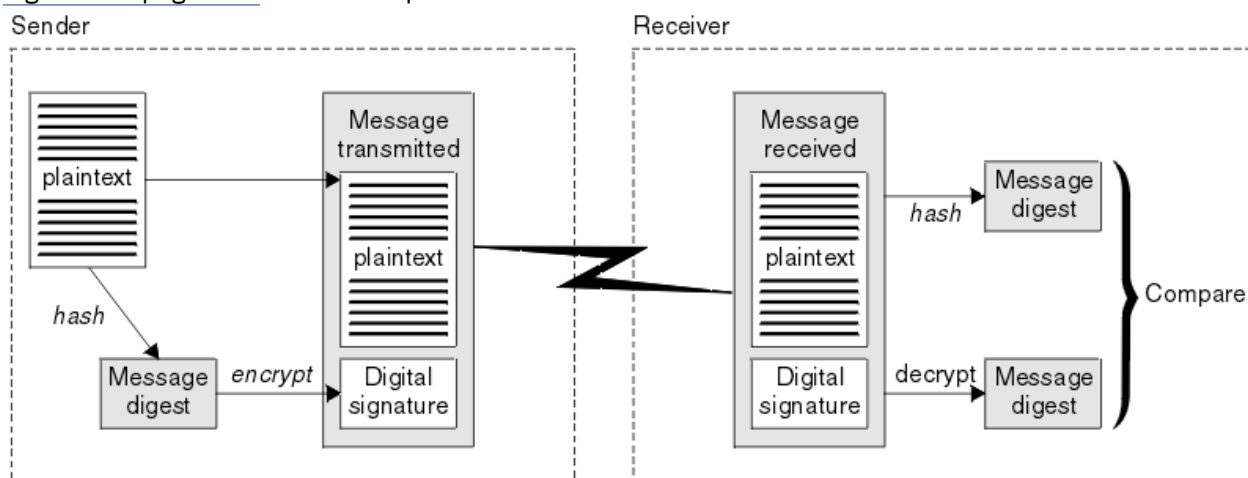 Sender
Receiver
Message
transmitted
plaintext
plaintext
hash
Message
digest
encrypt
Digital
signature
Message
received
plaintext
Digital
signature
hash
Message
digest
decrypt
Message
digest
Compare